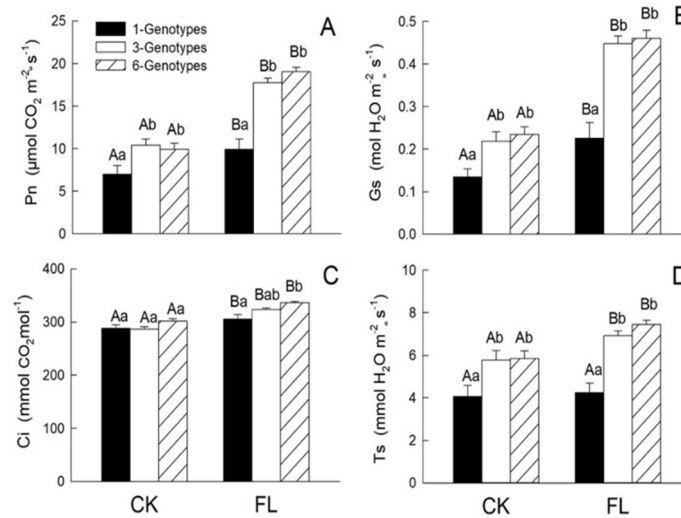 A
1-Genotypes
3-Genotypes
6-Genotypes
25
20
15
10
5
0
Pn (μmol CO2 m-2 s-1)
Aa
Ab
Ab
Ba
Bb
Bb
B
0.5
0.4
0.3
0.2
0.1
0.0
Gs (mol H2O m-2 s-1)
Aa
Ab
Ab
Ba
Bb
Bb
C
400
300
200
100
0
Ci (mmol CO2mol-1)
Aa
Aa
Aa
Ba
Bab
Bb
CK
FL
D
8
6
4
2
0
Ts (mmol H2O m-2 s-1)
Aa
Ab
Ab
Aa
Bb
Bb
CK
FL